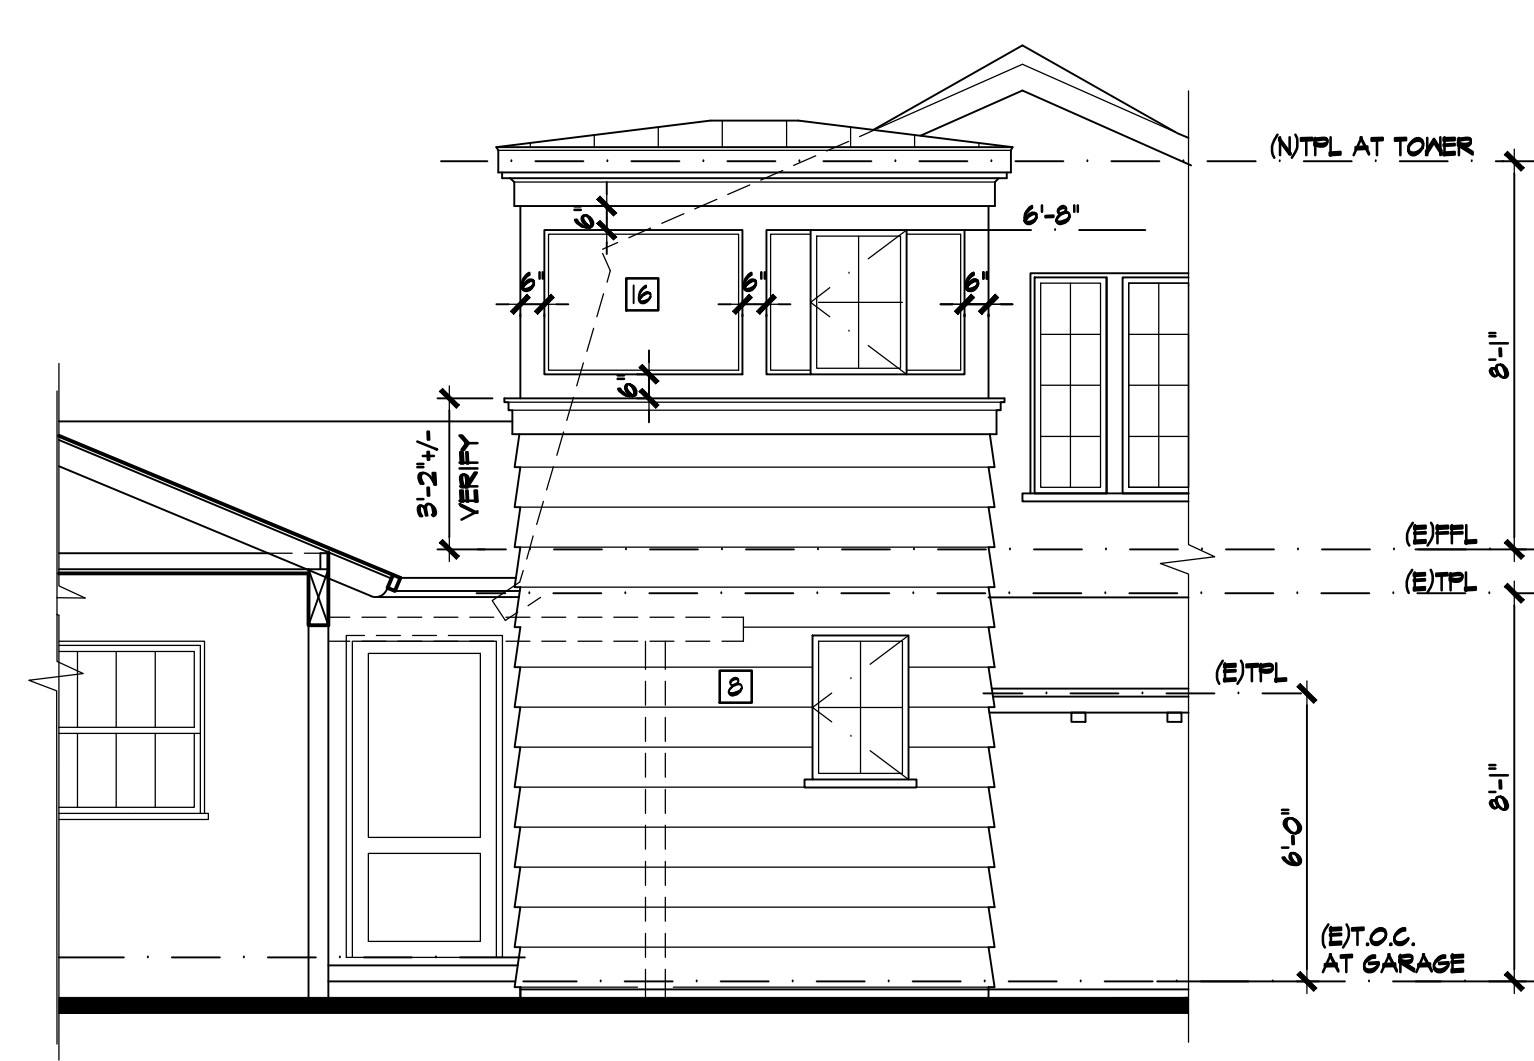 (N)TPL AT TOWER
6"
6'-8"
6"
16
6"
6"
8'-1"
6"
3'-2"+/-
VERIFY
(E)FFL
(E)TPL
(E)TPL
8
8'-1"
6'-0"
(E)T.O.C.
AT GARAGE